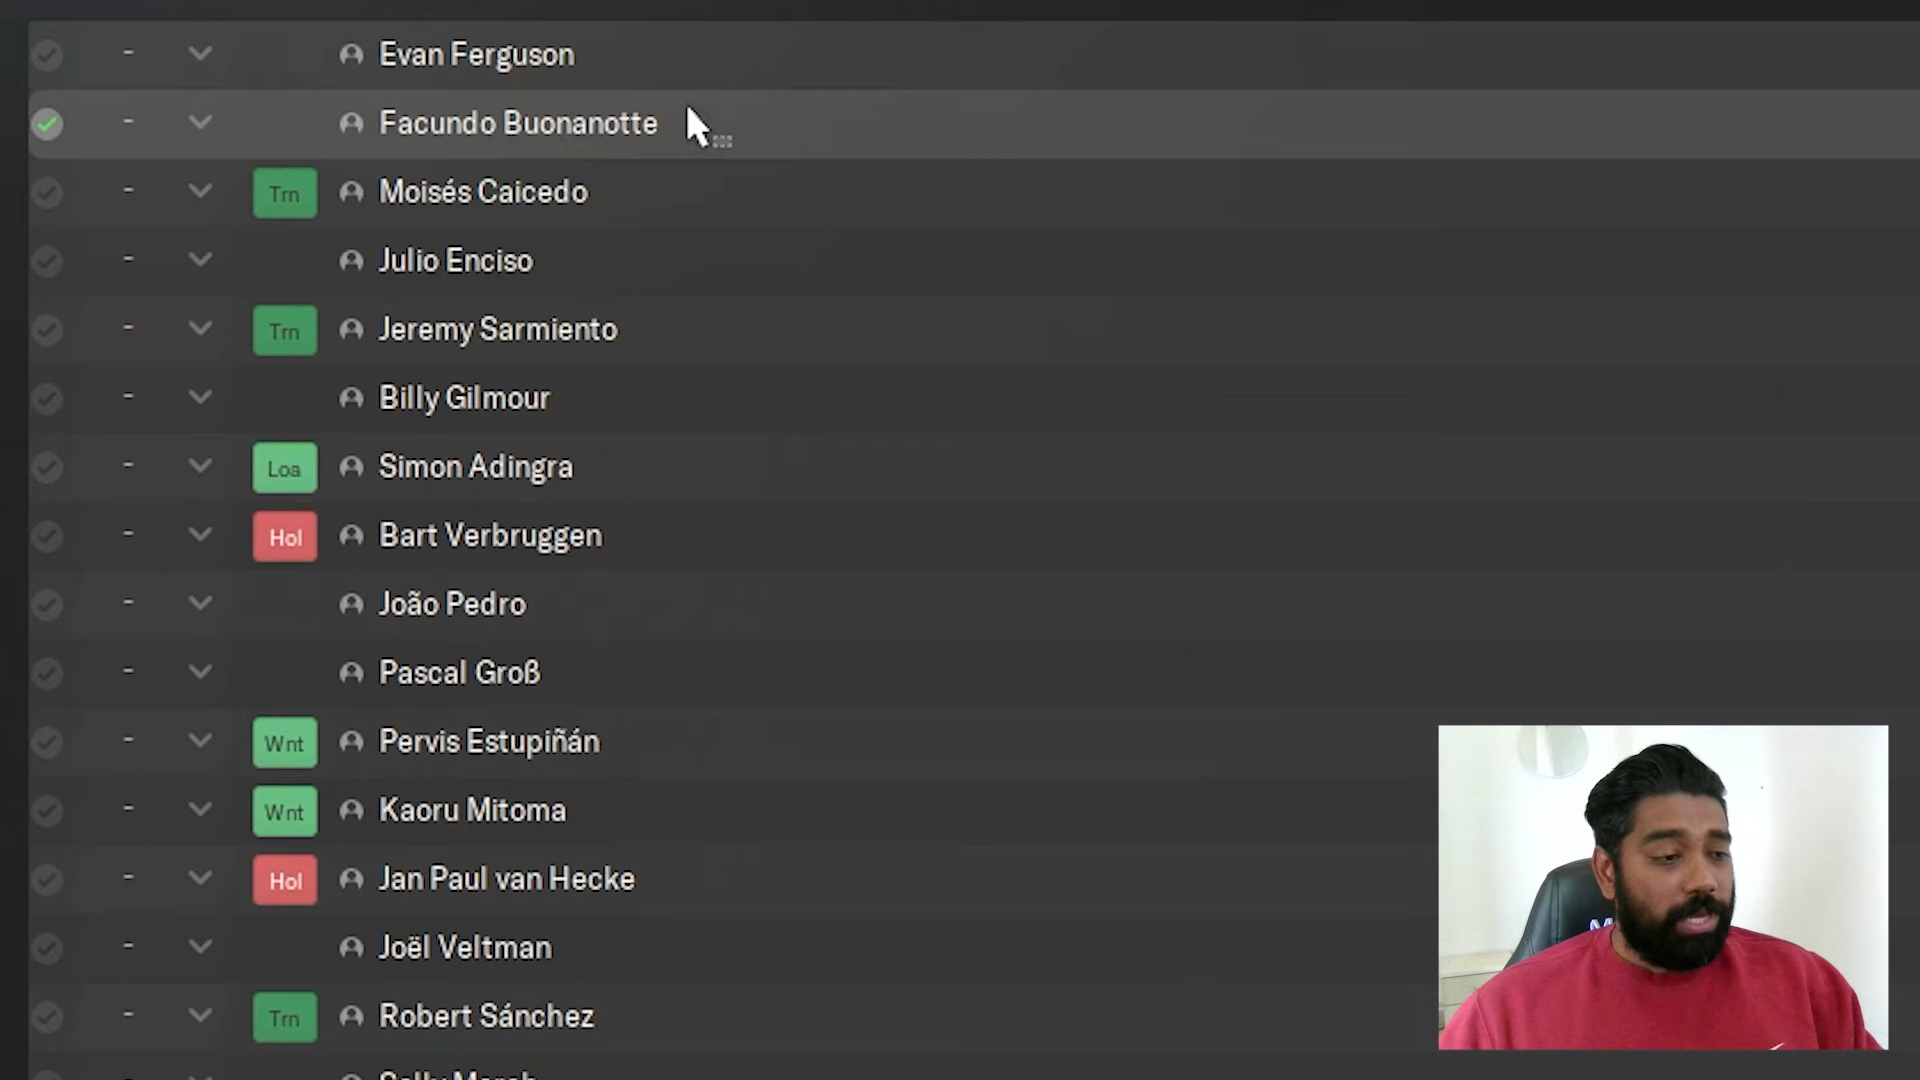 - Evan Ferguson
- Facundo Buonanotte
- Trn Moisés Caicedo
- Julio Enciso
- Trn Jeremy Sarmiento
- Billy Gilmour
- Loa Simon Adingra
- Hol Bart Verbruggen
- João Pedro
- Pascal Groß
- Wnt Pervis Estupiñán
- Wnt Kaoru Mitoma
- Hol Jan Paul van Hecke
- Joël Veltman
- Trn Robert Sánchez